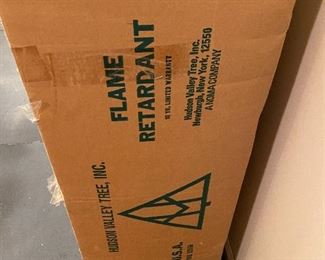 FLAME
RETARDANT
10 YR. LIMITED WARRANTY
Hudson Valley Tree, Inc.
Newburgh, New York, 12550
A NOMA COMPANY
HUDSON VALLEY TREE, INC.
U.S.A.